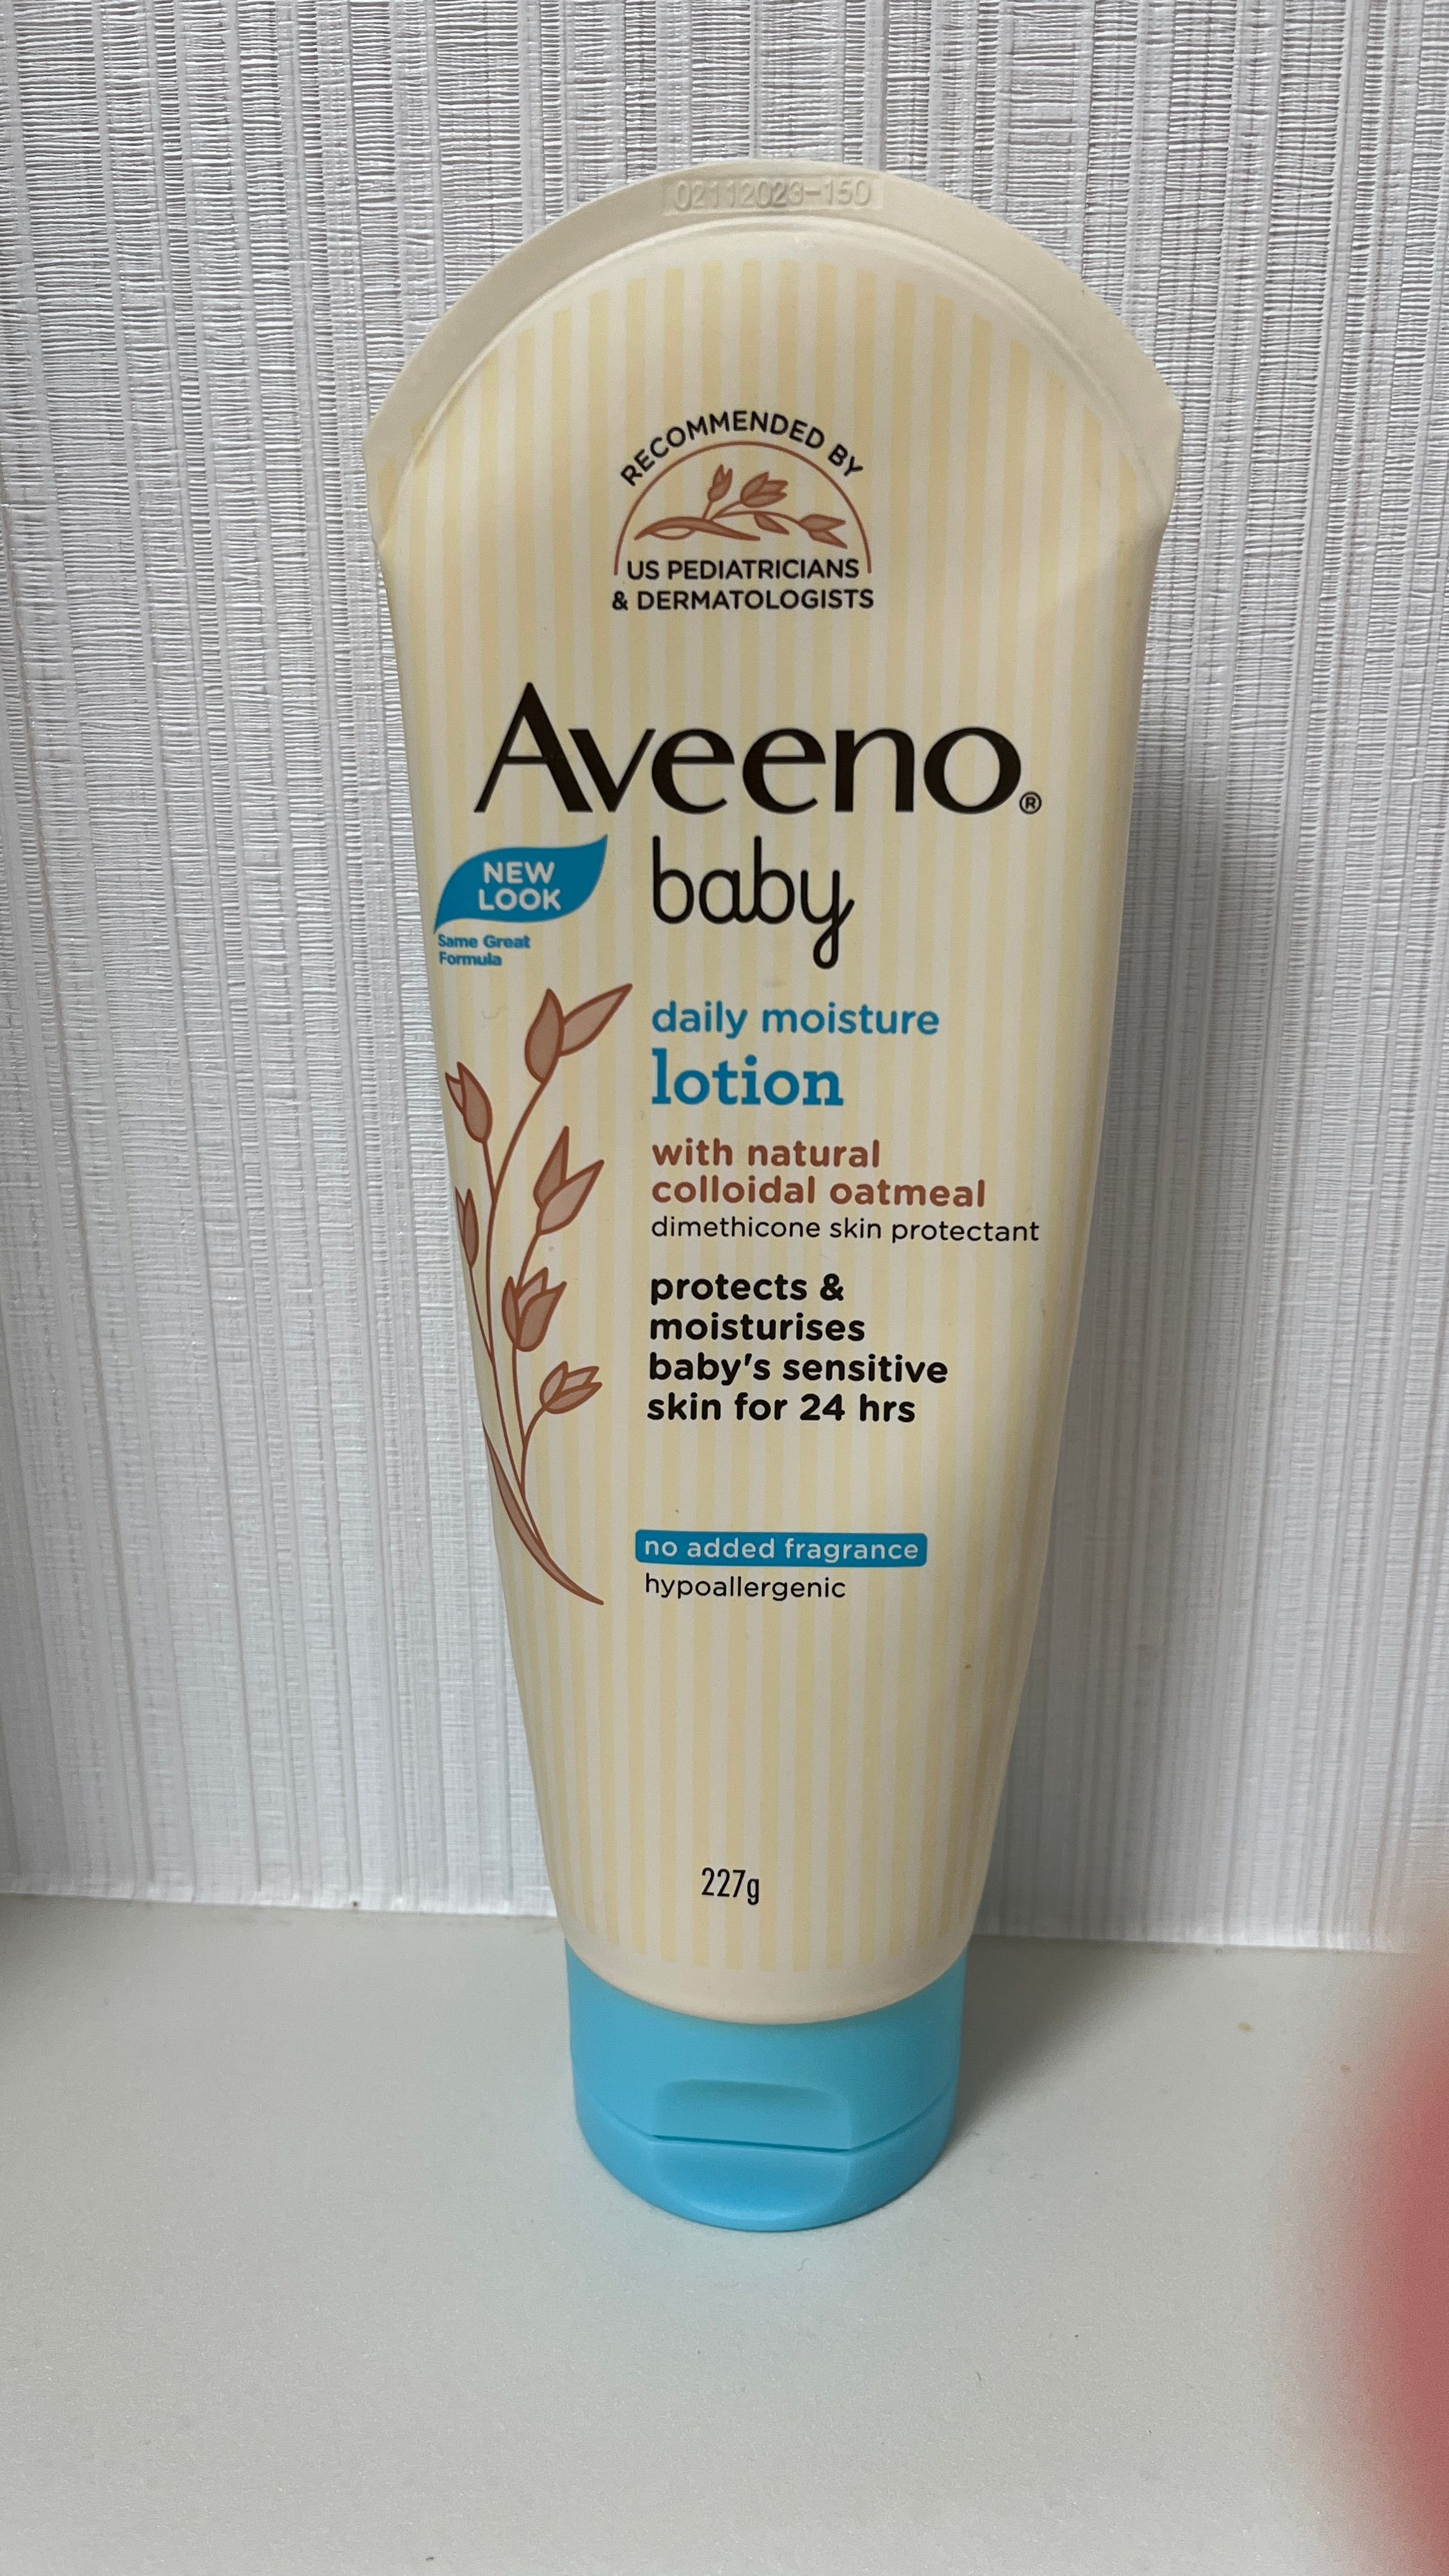 02112023-150
RECOMMENDED BY
US PEDIATRICIANS
& DERMATOLOGISTS
Aveeno®
baby
NEW
LOOK
Same Great
Formula
daily moisture
lotion
with natural
colloidal oatmeal
dimethicone skin protectant
protects &
moisturises
baby's sensitive
skin for 24 hrs
no added fragrance
hypoallergenic
227g